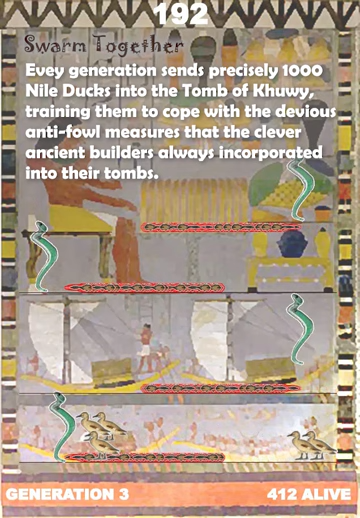 192
Swarm Together
Evey generation sends precisely 1000
Nile Ducks into the Tomb of Khuwy,
training them to cope with the devious
anti-fowl measures that the clever
ancient builders always incorporated
into their tombs.
GENERATION 3 412 ALIVE